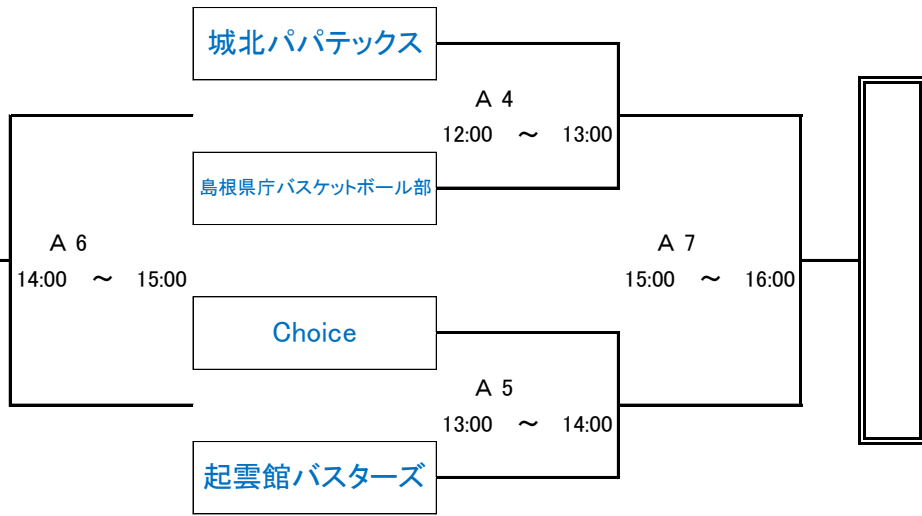 城北パパテックス
A 4
12:00 ～ 13:00
島根県庁バスケットボール部
A 6
14:00 ～ 15:00
A 7
15:00 ～ 16:00
Choice
A 5
13:00 ～ 14:00
起雲館バスターズ